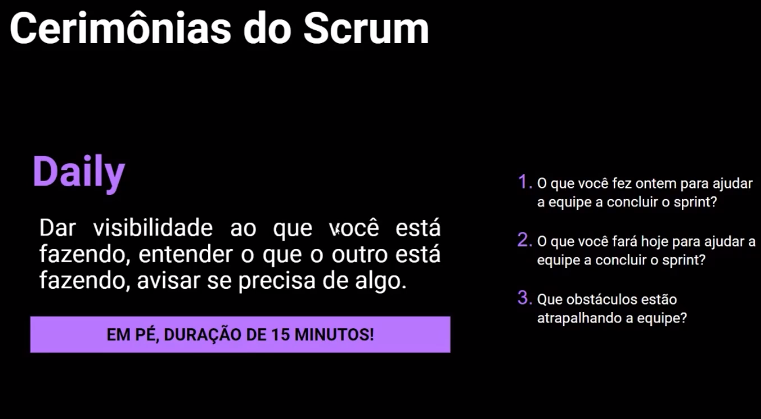 Cerimônias do Scrum
Daily
Dar visibilidade ao que você está
fazendo, entender o que o outro está
fazendo, avisar se precisa de algo.
EM PÉ, DURAÇÃO DE 15 MINUTOS!
1. O que você fez ontem para ajudar
a equipe a concluir o sprint?
2. O que você fará hoje para ajudar a
equipe a concluir o sprint?
3. Que obstáculos estão
atrapalhando a equipe?